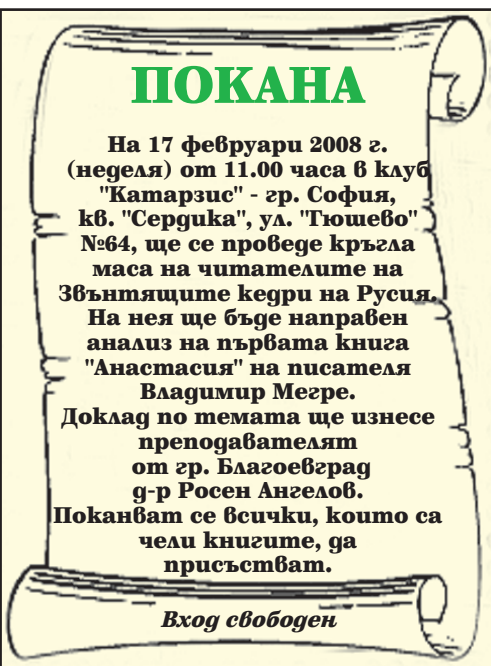 ПОКАНА
На 17 февруари 2008 г.
(неделя) от 11.00 часа в клуб
"Катарзис" - гр. София,
кв. "Сердика", ул. "Гюшево"
№64, ще се проведе кръгла
маса на читателите на
Звънтящите кедри на Русия.
На нея ще бъде направен
анализ на първата книга
"Анастасия" на писателя
Владимир Мегре.
Доклад по темата ще изнесе
преподавателят
от гр. Благоевград
д-р Росен Ангелов.
Поканват се всички, които са
чели книгите, да
присъстват.
Вход свободен